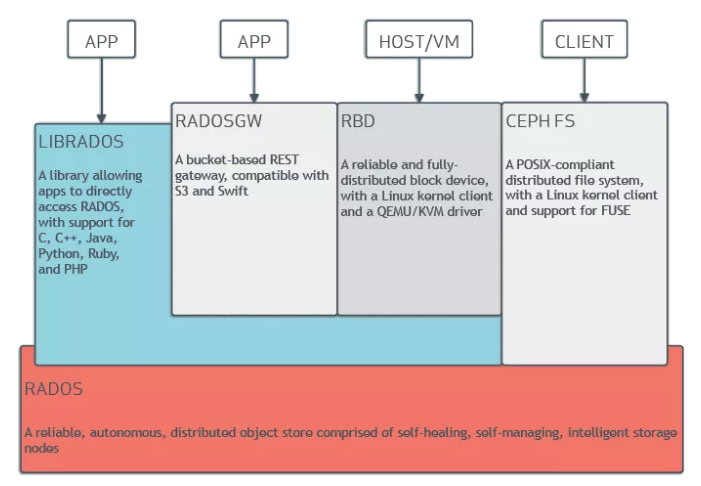 APP
APP
HOST/VM
CLIENT
LIBRADOS
A library allowing
apps to directly
access RADOS,
with support for
C, C++, Java,
Python, Ruby,
and PHP
RADOSGW
A bucket-based REST
gateway, compatible with
S3 and Swift
RBD
A reliable and fully-
distributed block device,
with a Linux kernel client
and a QEMU/KVM driver
CEPH FS
A POSIX-compliant
distributed file system,
with a Linux kernel client
and support for FUSE
RADOS
A reliable, autonomous, distributed object store comprised of self-healing, self-managing, intelligent storage
nodes